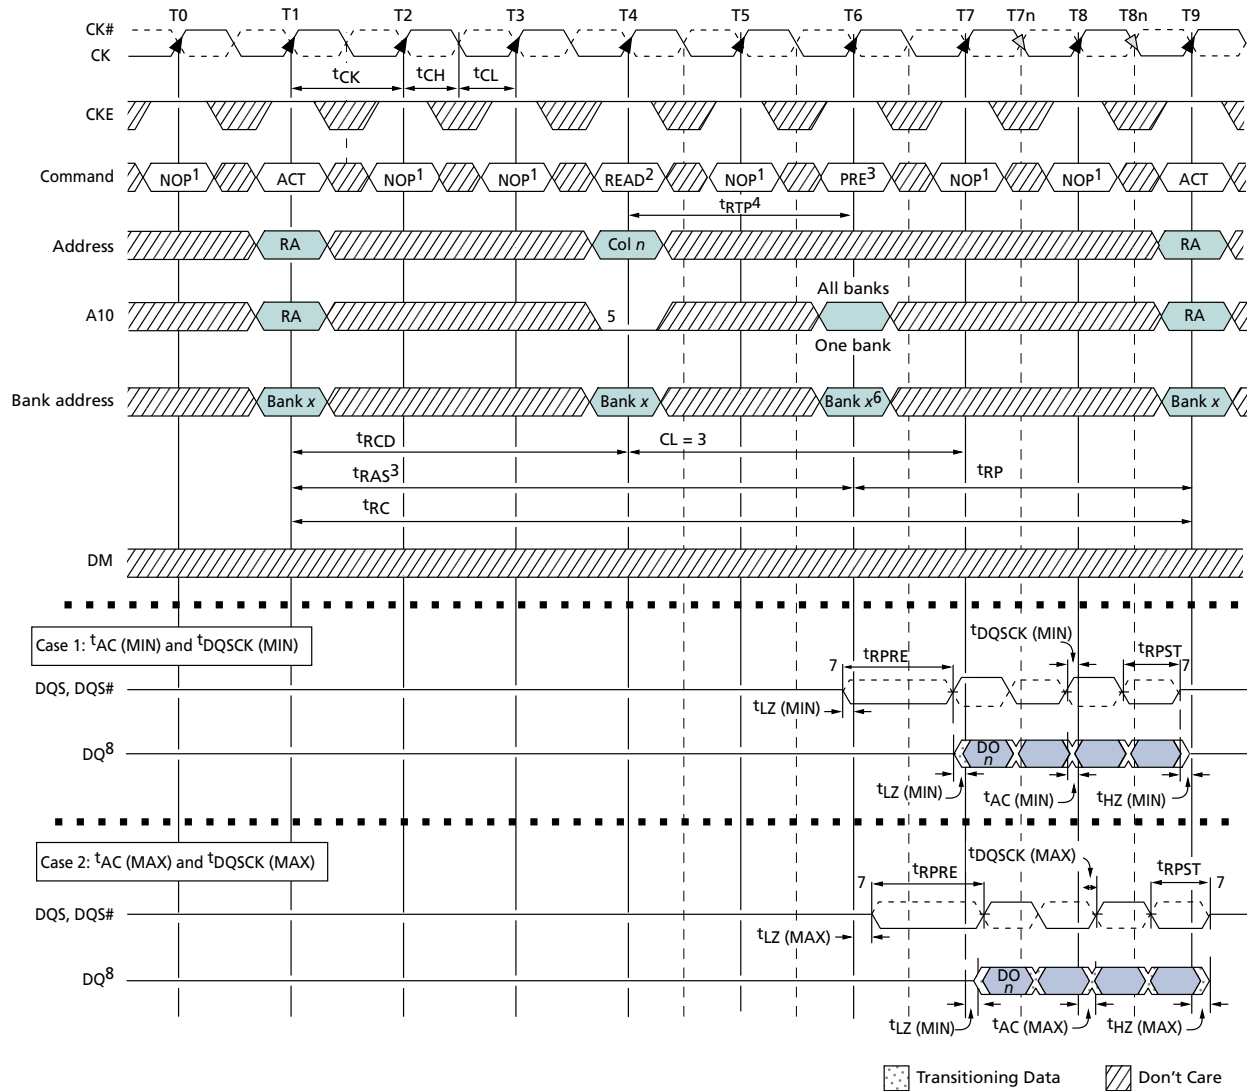 T0 T1 T2 T3 T4 T5 T6 T7 T7n T8 T8n T9
CK#
CK
tCK tCH tCL
CKE
Command NOP1 ACT NOP1 NOP1 READ2 NOP1 PRE3 NOP1 NOP1 ACT
tRTP4
Address RA Col n RA
All banks
A10 RA 5 RA
One bank
Bank address Bank x Bank x Bank x6 Bank x
tRCD CL = 3
tRAS3 tRP
tRC
DM
Case 1: tAC (MIN) and tDQSCK (MIN)
tDQSCK (MIN)
7 tRPRE tRPST 7
DQS, DQS#
tLZ (MIN)
DQ8 DO
n
tLZ (MIN) tAC (MIN) tHZ (MIN)
Case 2: tAC (MAX) and tDQSCK (MAX)
tDQSCK (MAX)
7 tRPRE tRPST 7
DQS, DQS#
tLZ (MAX)
DQ8 DO
n
tLZ (MIN) tAC (MAX) tHZ (MAX)
Transitioning Data Don't Care